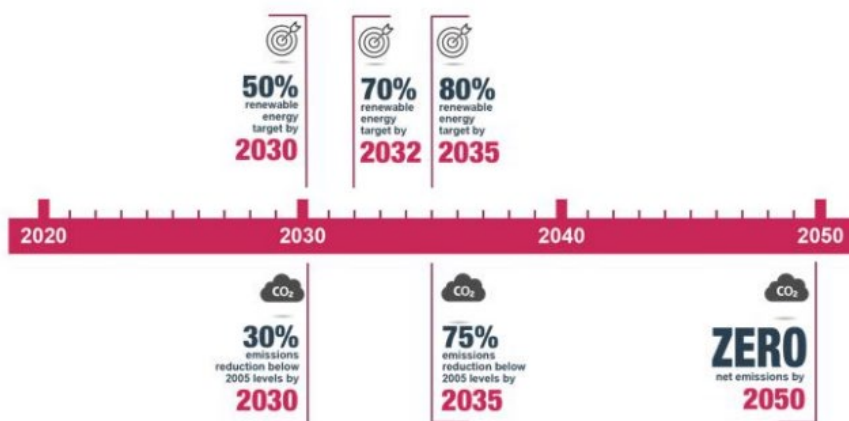 50%
renewable
energy
target by
2030
70%
renewable
energy
target by
2032
80%
renewable
energy
target by
2035
2020
2030
2040
2050
CO₂
30%
emissions
reduction below
2005 levels by
2030
CO₂
75%
emissions
reduction below
2005 levels by
2035
CO₂
ZERO
net emissions by
2050